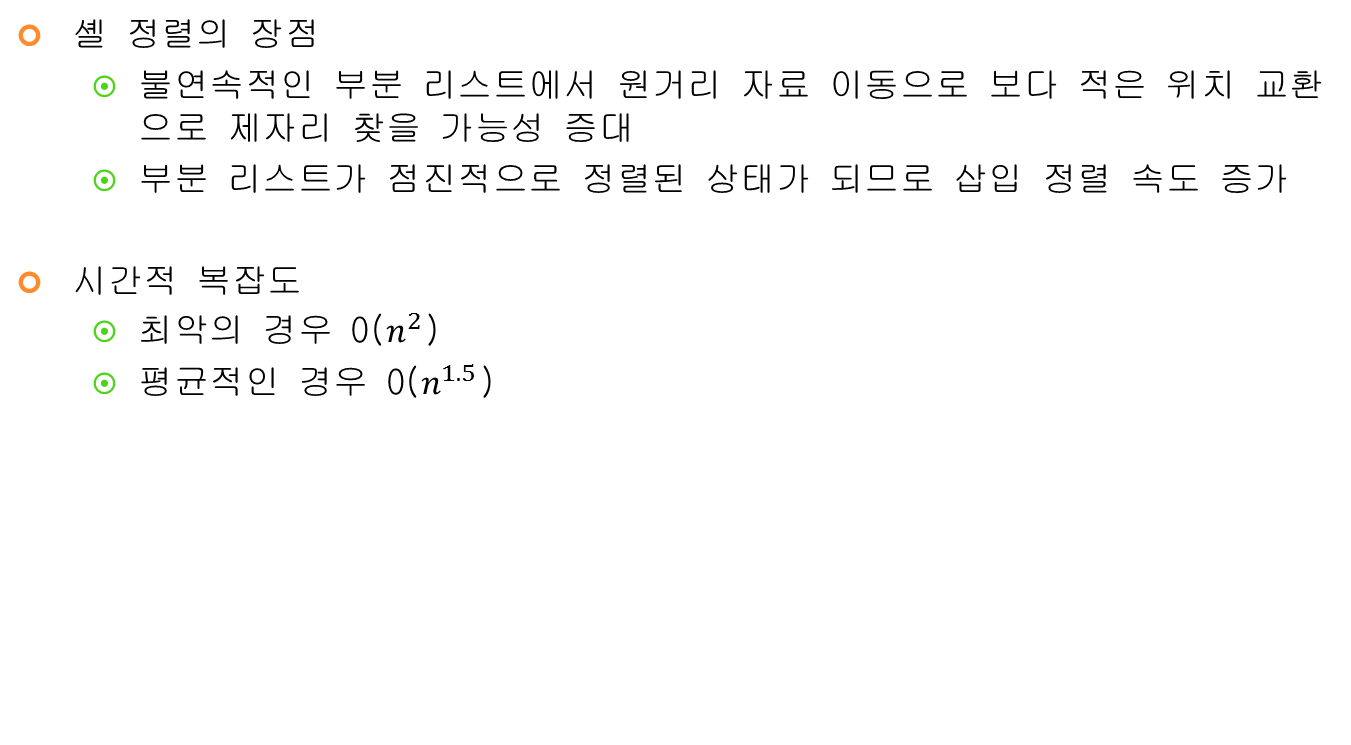 셸 정렬의 장점
불연속적인 부분 리스트에서 원거리 자료 이동으로 보다 적은 위치 교환
으로 제자리 찾을 가능성 증대
부분 리스트가 점진적으로 정렬된 상태가 되므로 삽입 정렬 속도 증가
시간적 복잡도
최악의 경우 O(n²)
평균적인 경우 O(n^1.5)